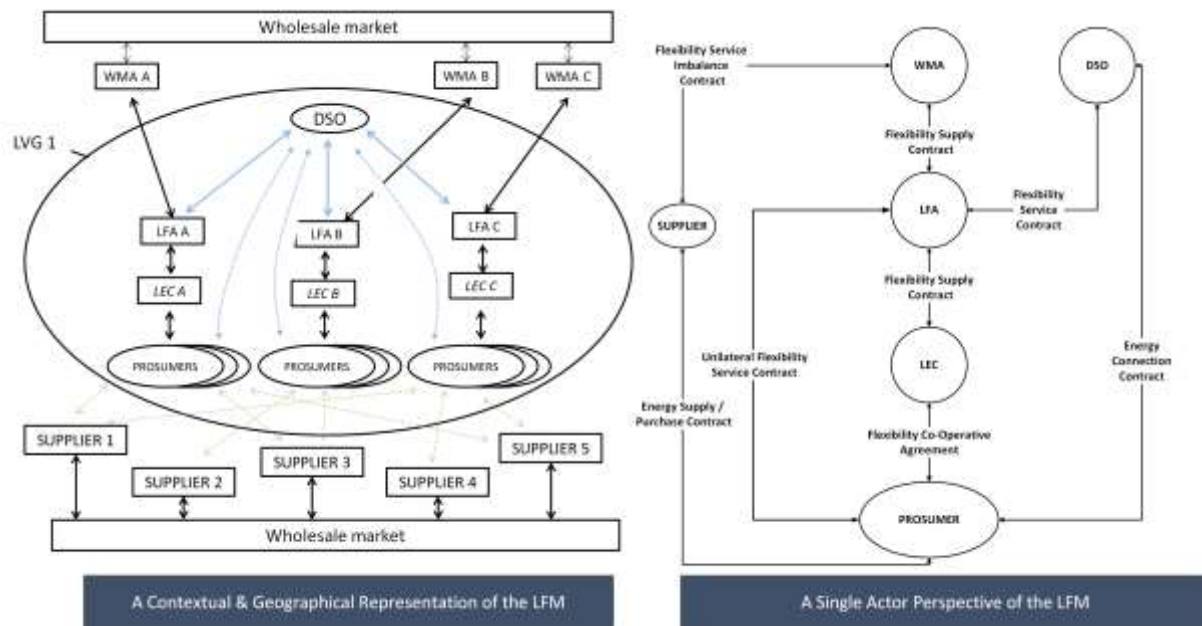 Wholesale market
WMA A
WMA B
WMA C
DSO
LVG 1
LFA A
LFA B
LFA C
LEC A
LEC B
LEC C
PROSUMERS
PROSUMERS
PROSUMERS
SUPPLIER 1
SUPPLIER 2
SUPPLIER 3
SUPPLIER 4
SUPPLIER 5
Wholesale market
A Contextual & Geographical Representation of the LFM
Flexibility Service
Imbalance
Contract
WMA
DSO
Flexibility Supply
Contract
SUPPLIER
LFA
Flexibility
Service
Contract
Flexibility Supply
Contract
Unilateral Flexibility
Service Contract
LEC
Energy
Connection
Contract
Energy Supply /
Purchase Contract
Flexibility Co-Operative
Agreement
PROSUMER
A Single Actor Perspective of the LFM